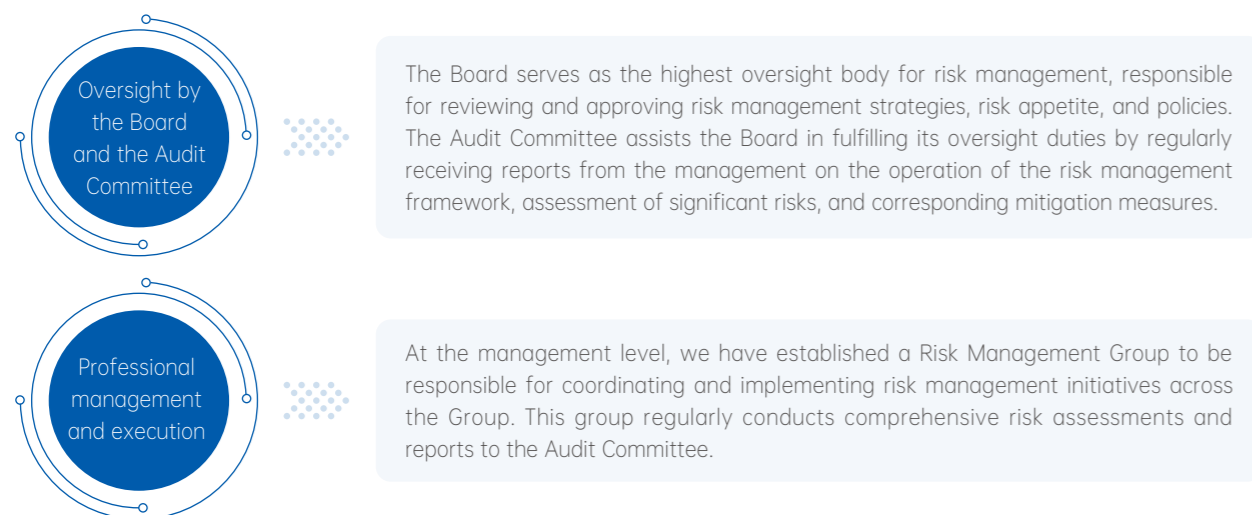 Oversight by
the Board
and the Audit
Committee
The Board serves as the highest oversight body for risk management, responsible
for reviewing and approving risk management strategies, risk appetite, and policies.
The Audit Committee assists the Board in fulfilling its oversight duties by regularly
receiving reports from the management on the operation of the risk management
framework, assessment of significant risks, and corresponding mitigation measures.
Professional
management
and execution
At the management level, we have established a Risk Management Group to be
responsible for coordinating and implementing risk management initiatives across
the Group. This group regularly conducts comprehensive risk assessments and
reports to the Audit Committee.